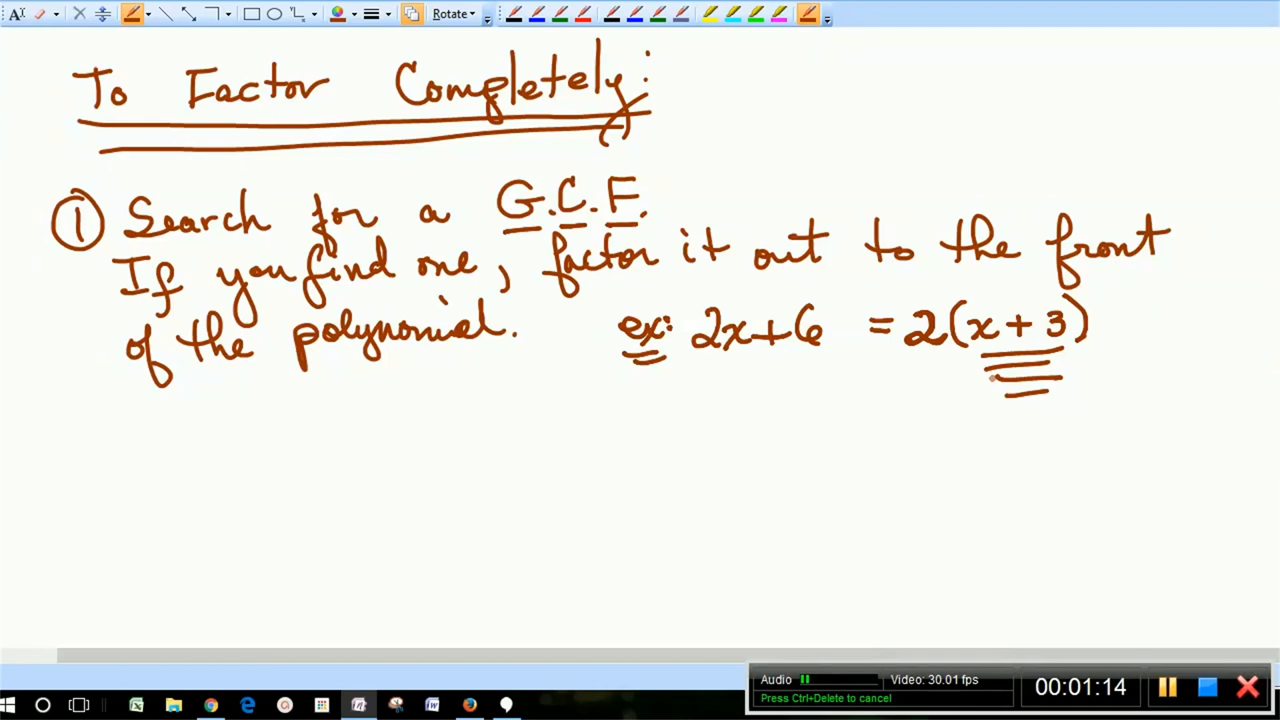 Rotate
To Factor Completely:
① Search for a G.C.F.
If you find one, factor it out to the front
of the polynomial. ex: 2x+6 = 2(x+3)
Audio Video: 30.01 fps
Press Ctrl+Delete to cancel
00:01:14